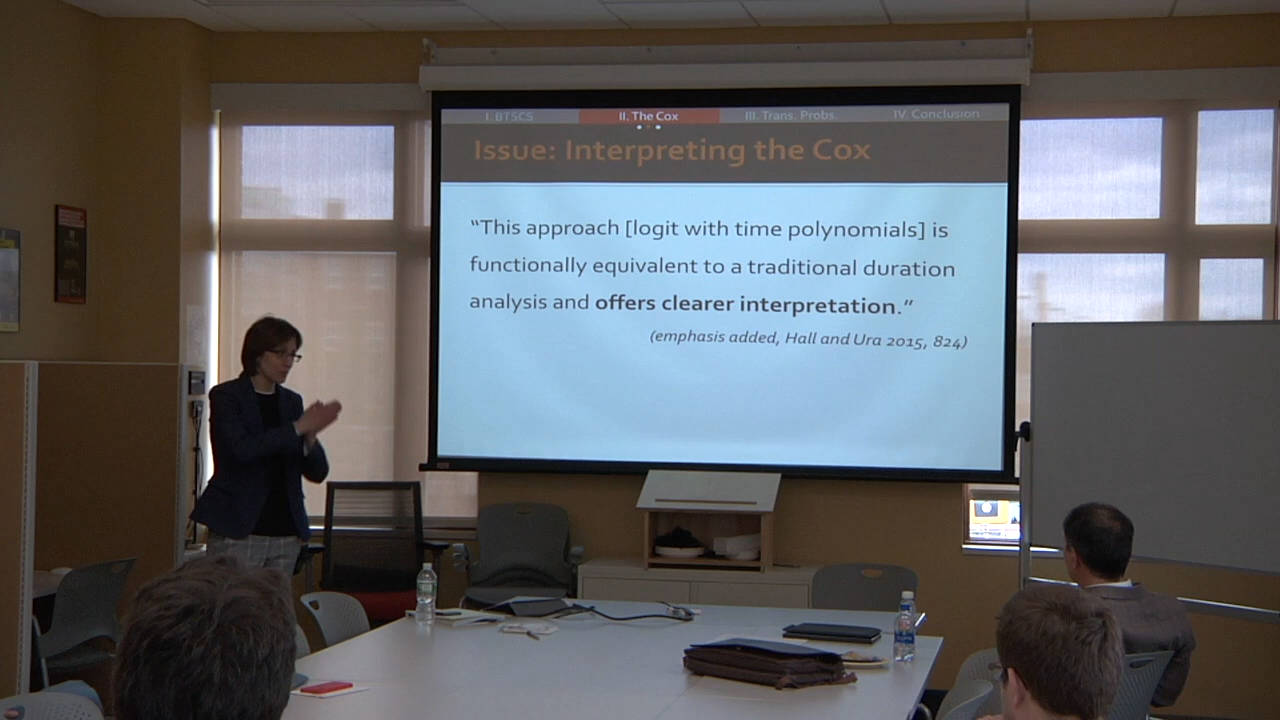 I. BTSCS II. The Cox III. Trans. Probs. IV. Conclusion
Issue: Interpreting the Cox
“This approach [logit with time polynomials] is
functionally equivalent to a traditional duration
analysis and offers clearer interpretation.”
(emphasis added, Hall and Ura 2015, 824)